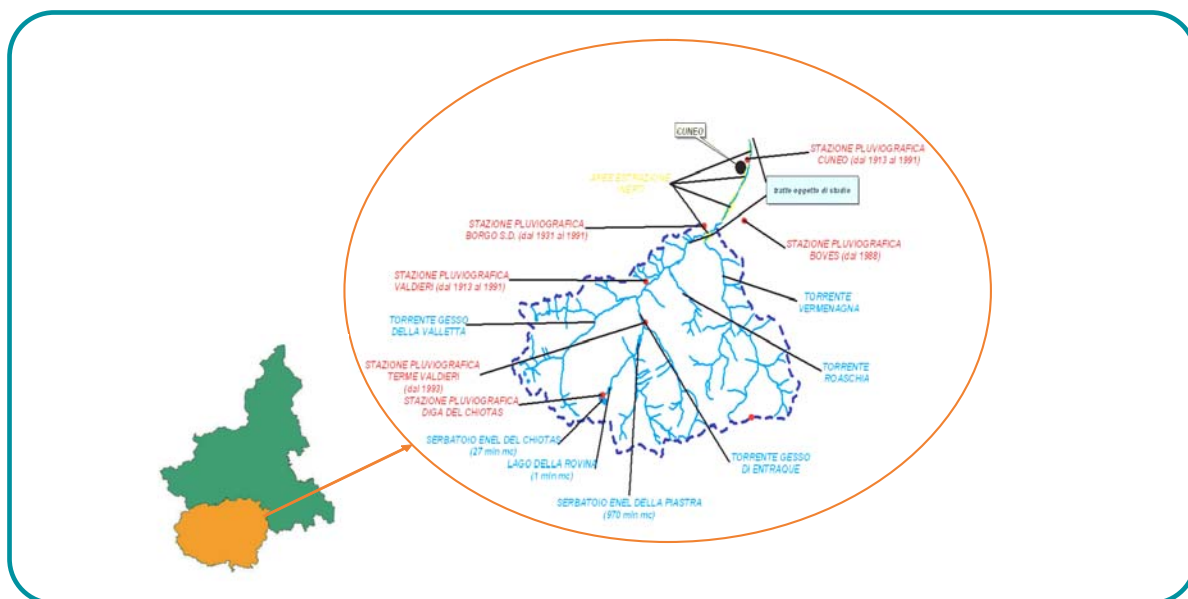 CUNEO
STAZIONE PLUVIOGRAFICA
CUNEO (dal 1913 al 1991)
AREE ESTRAZIONE
INERTI
tratto oggetto di studio
STAZIONE PLUVIOGRAFICA
BORGO S.D. (dal 1931 al 1991)
STAZIONE PLUVIOGRAFICA
BOVES (dal 1988)
STAZIONE PLUVIOGRAFICA
VALDIERI (dal 1913 al 1991)
TORRENTE
VERMENAGNA
TORRENTE GESSO
DELLA VALLETTA
STAZIONE PLUVIOGRAFICA
TERME VALDIERI
(dal 1993)
TORRENTE
ROASCHIA
STAZIONE PLUVIOGRAFICA
DIGA DEL CHIOTAS
SERBATOIO ENEL DEL CHIOTAS
(27 mln mc)
LAGO DELLA ROVINA
(1 mln mc)
TORRENTE GESSO
DI ENTRAQUE
SERBATOIO ENEL DELLA PIASTRA
(970 mln mc)